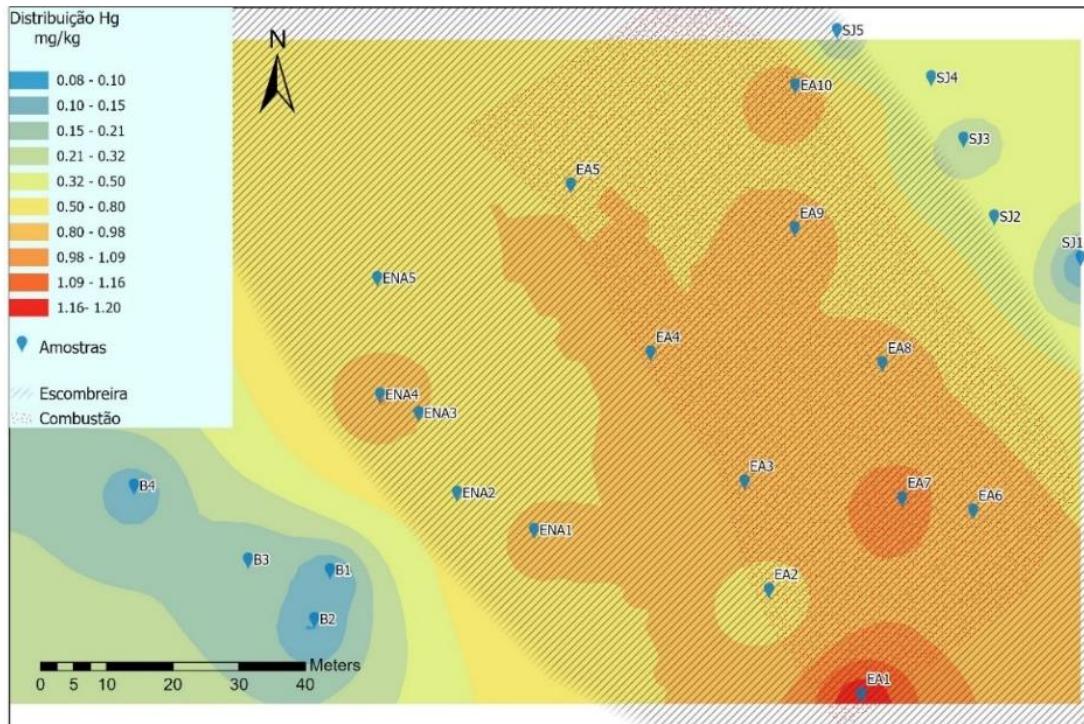 Distribuição Hg
mg/kg
0.08 - 0.10
0.10 - 0.15
0.15 - 0.21
0.21 - 0.32
0.32 - 0.50
0.50 - 0.80
0.80 - 0.98
0.98 - 1.09
1.09 - 1.16
1.16- 1.20
Amostras
Escombreira
Combustão
N
SJ5
SJ4
EA10
SJ3
EA5
SJ2
EA9
SJ1
ENA5
EA4
EA8
ENA4
ENA3
EA3
B4
ENA2
EA7
EA6
ENA1
B3
B1
EA2
B2
Meters
0 5 10 20 30 40
EA1